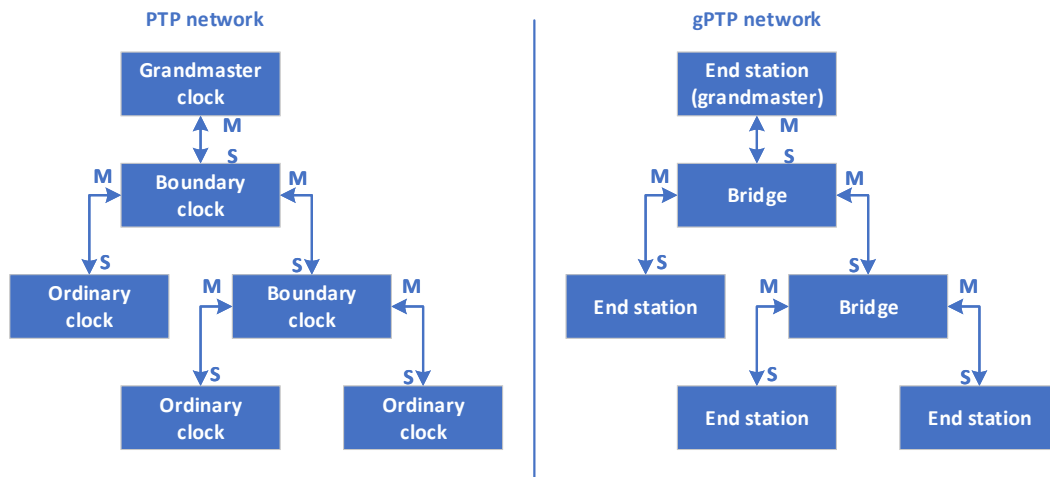 PTP network
Grandmaster
clock
M
S
M
Boundary
clock
M
S
Ordinary
clock
S
M
Boundary
clock
M
S
Ordinary
clock
S
Ordinary
clock
gPTP network
End station
(grandmaster)
M
S
M
Bridge
M
S
End station
S
M
Bridge
M
S
End station
S
End station